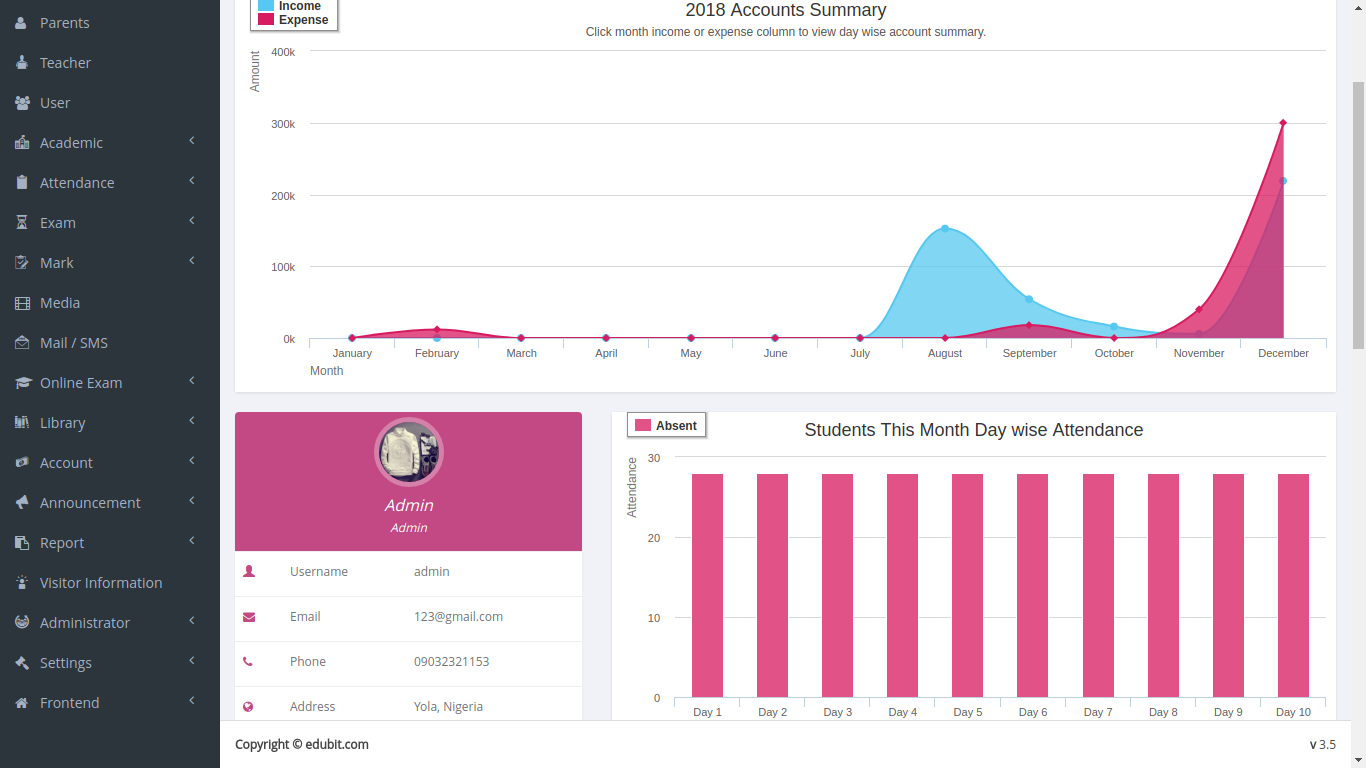 Parents
Teacher
User
Academic
Attendance
Exam
Mark
Media
Mail / SMS
Online Exam
Library
Account
Announcement
Report
Visitor Information
Administrator
Settings
Frontend
Income
Expense
2018 Accounts Summary
Click month income or expense column to view day wise account summary.
Amount
400k
300k
200k
100k
0k
January February March April May June July August September October November December
Month
Admin
Admin
Username admin
Email 123@gmail.com
Phone 09032321153
Address Yola, Nigeria
Absent
Students This Month Day wise Attendance
Attendance
30
20
10
0
Day 1 Day 2 Day 3 Day 4 Day 5 Day 6 Day 7 Day 8 Day 9 Day 10
Copyright © edubit.com
v 3.5